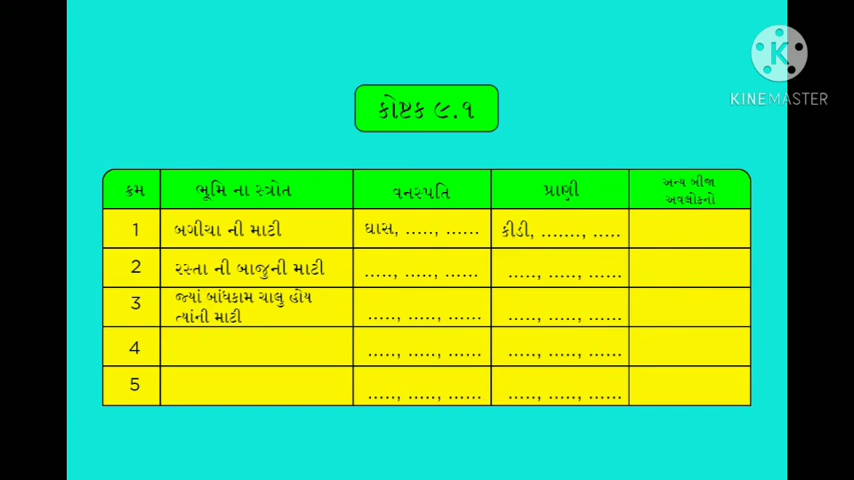 KINEMASTER
કોષ્ટક ૯.૧
ક્રમ ભૂમિ ના સ્ત્રોત વનસ્પતિ પ્રાણી અન્ય બીજા અવલોકનો
1 બગીચા ની માટી ઘાસ, ....., ...... કીડી, ......., .....
2 રસ્તા ની બાજુની માટી ....., ....., ...... ....., ....., ......
3 જ્યાં બાંધકામ ચાલુ હોય ત્યાંની માટી ....., ....., ...... ....., ....., ......
4 ....., ....., ...... ....., ....., ......
5 ....., ....., ...... ....., ....., ......